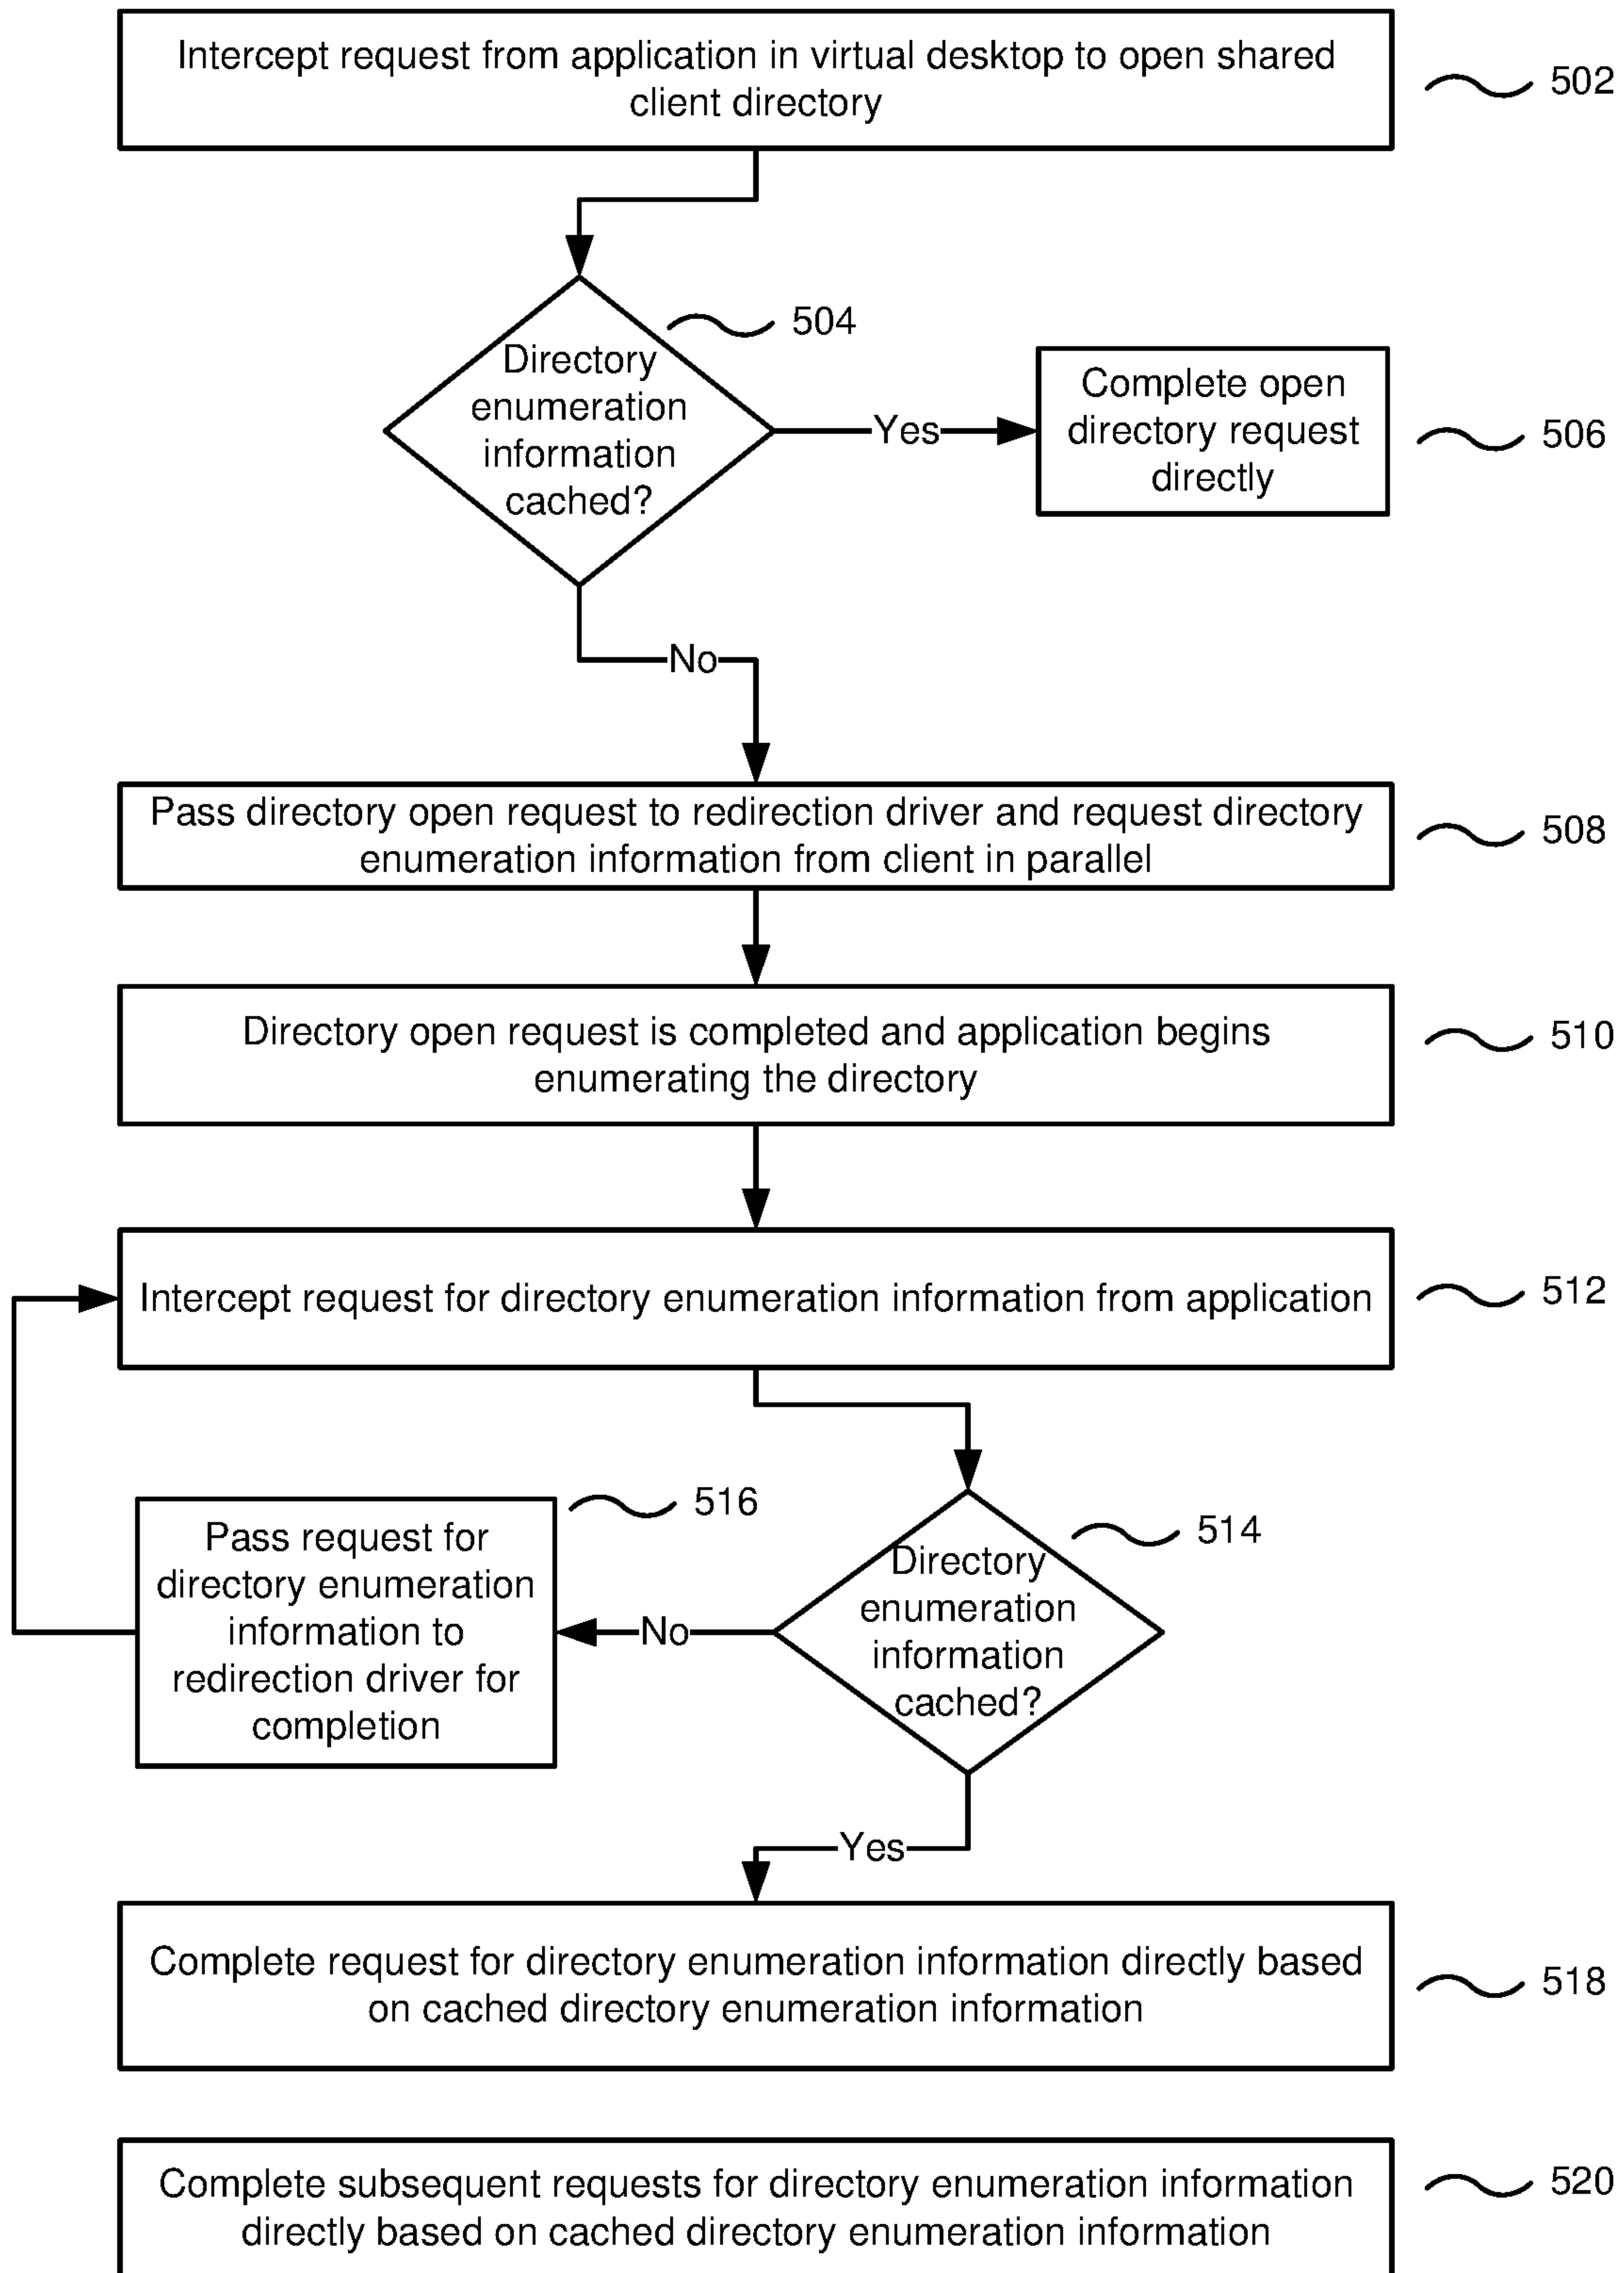 Intercept request from application in virtual desktop to open shared
client directory
502
504
Directory
enumeration
information
cached?
Yes
Complete open
directory request
directly
506
No
Pass directory open request to redirection driver and request directory
enumeration information from client in parallel
508
Directory open request is completed and application begins
enumerating the directory
510
Intercept request for directory enumeration information from application
512
516
Pass request for
directory enumeration
information to
redirection driver for
completion
No
514
Directory
enumeration
information
cached?
Yes
Complete request for directory enumeration information directly based
on cached directory enumeration information
518
Complete subsequent requests for directory enumeration information
directly based on cached directory enumeration information
520